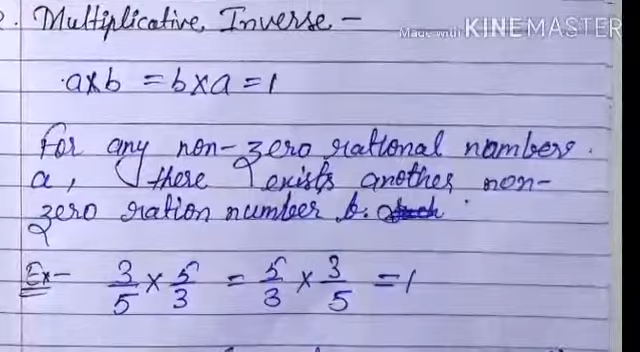 2. Multiplicative Inverse -
Made with KINEMASTER
a×b = b×a = 1
For any non-zero rational numbers.
a, there exists another non-
zero ration number b.
Ex- 3/5 × 5/3 = 5/3 × 3/5 = 1